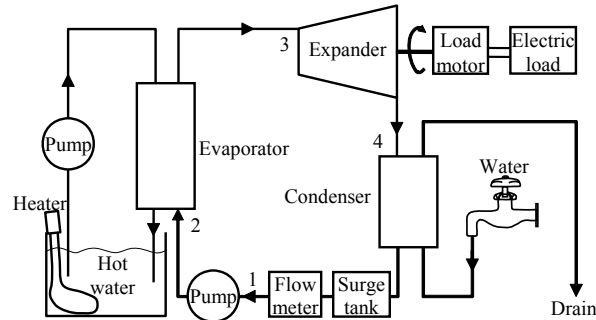 3
Expander
Load
motor
Electric
load
Pump
Evaporator
4
Water
Heater
Condenser
2
Hot
water
1
Pump
Flow
meter
Surge
tank
Drain